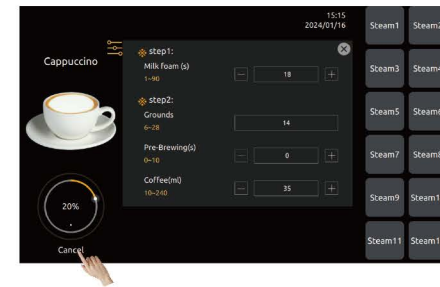 15:15
2024/01/16
Cappuccino
step1:
Milk foam (s)
1~90
18
step2:
Grounds
6~28
14
Pre-Brewing(s)
0~10
0
Coffee(ml)
10~240
35
20%
Cancel
Steam1
Steam3
Steam5
Steam7
Steam9
Steam11